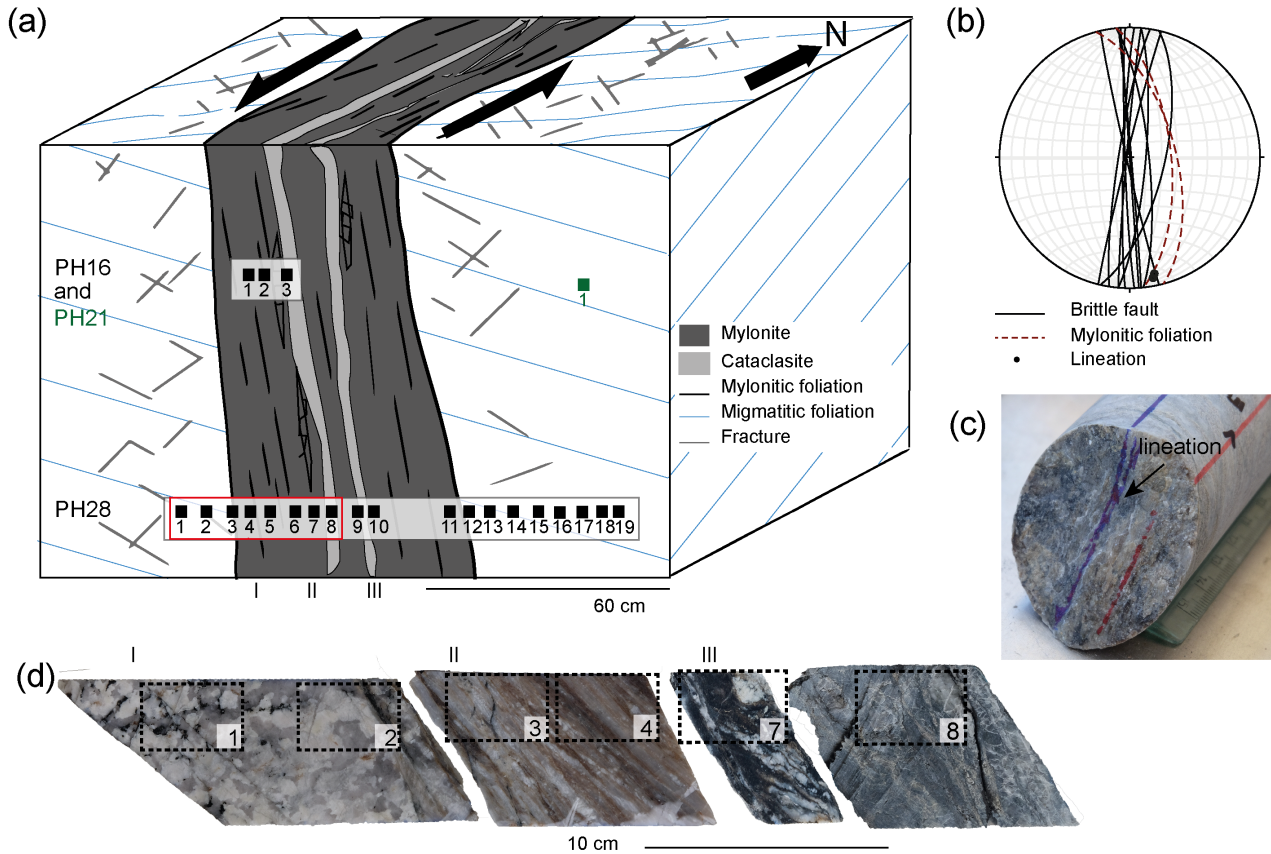 (a)
N
(b)
PH16
and
PH21
1 2 3
1
Mylonite
Cataclasite
Mylonitic foliation
Migmatitic foliation
Fracture
Brittle fault
Mylonitic foliation
Lineation
(c)
lineation
PH28
1 2 3 4 5 6 7 8 9 10 11 12 13 14 15 16 17 18 19
I II III
60 cm
(d)
I II III
1 2 3 4 7 8
10 cm